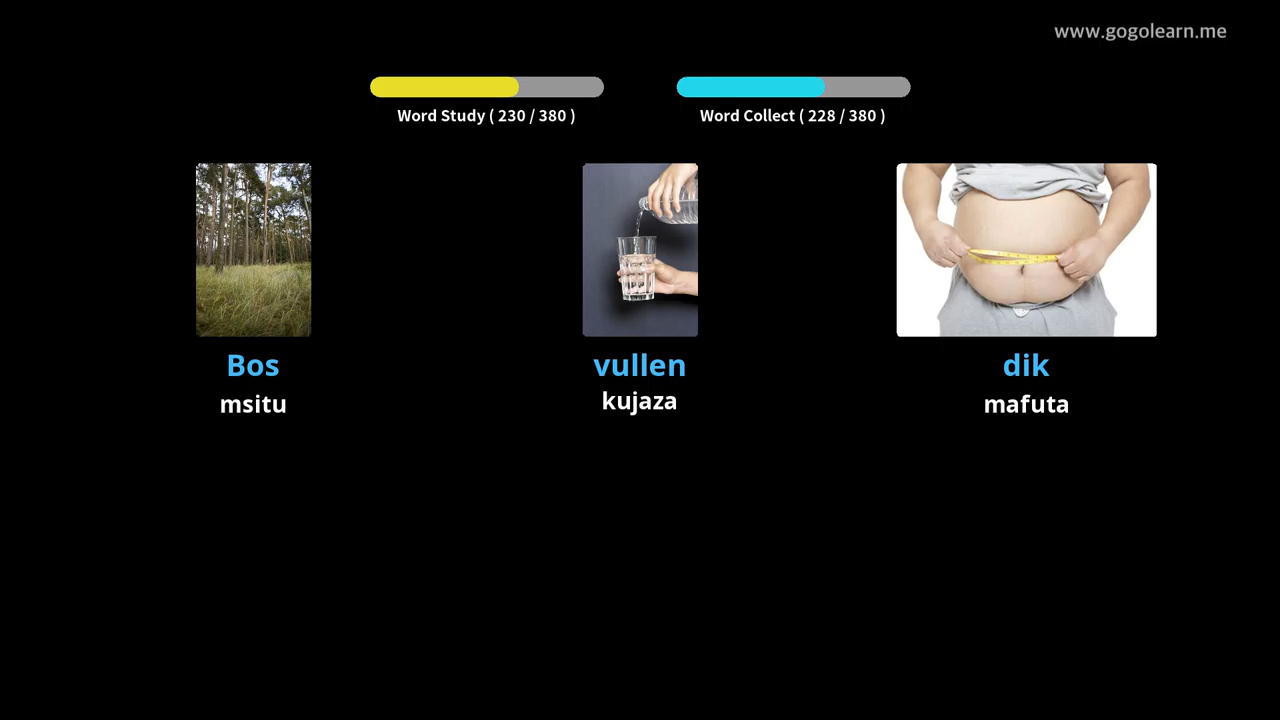 www.gogolearn.me
Word Study ( 230 / 380 )
Word Collect ( 228 / 380 )
Bos
msitu
vullen
kujaza
dik
mafuta